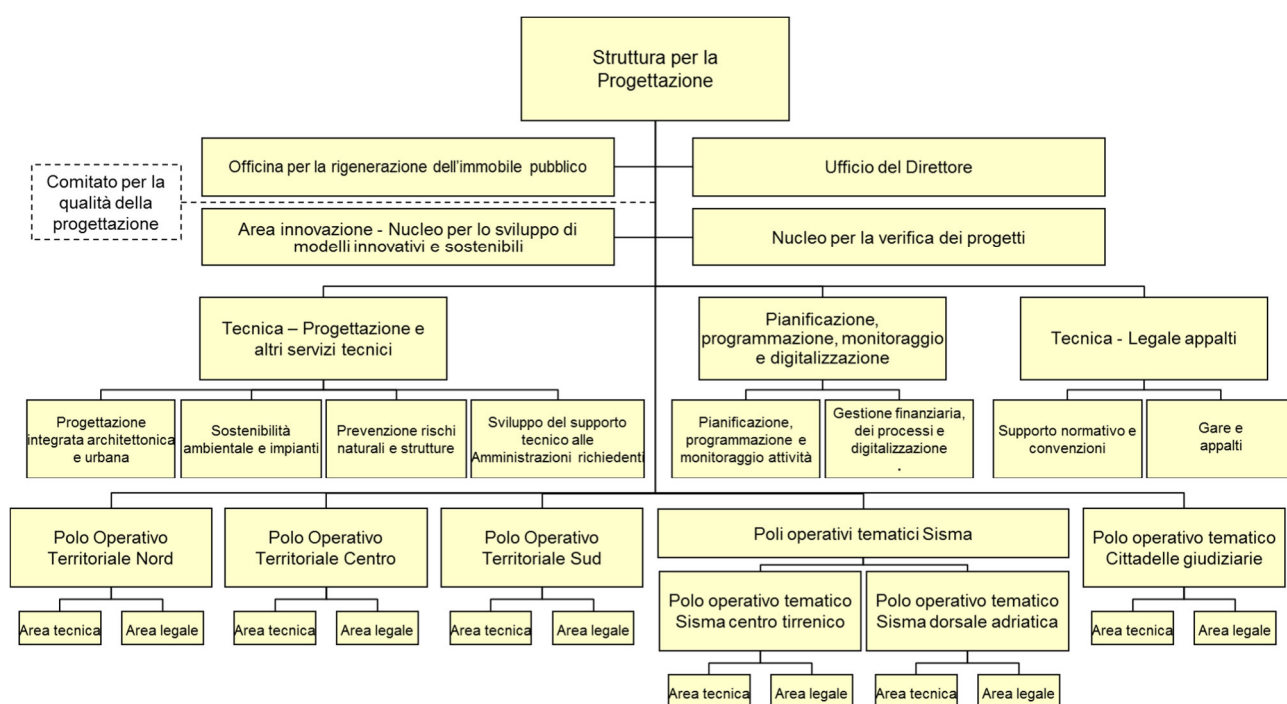 Struttura per la
Progettazione
Officina per la rigenerazione dell'immobile pubblico
Ufficio del Direttore
Comitato per la
qualità della
progettazione
Area innovazione - Nucleo per lo sviluppo di
modelli innovativi e sostenibili
Nucleo per la verifica dei progetti
Tecnica – Progettazione e
altri servizi tecnici
Pianificazione,
programmazione, monitoraggio
e digitalizzazione
Tecnica - Legale appalti
Progettazione
integrata architettonica
e urbana
Sostenibilità
ambientale e impianti
Prevenzione rischi
naturali e strutture
Sviluppo del supporto
tecnico alle
Amministrazioni richiedenti
Pianificazione,
programmazione e
monitoraggio attività
Gestione finanziaria,
dei processi e
digitalizzazione
.
Supporto normativo e
convenzioni
Gare e
appalti
Polo Operativo
Territoriale Nord
Polo Operativo
Territoriale Centro
Polo Operativo
Territoriale Sud
Poli operativi tematici Sisma
Polo operativo tematico
Cittadelle giudiziarie
Polo operativo tematico
Sisma centro tirrenico
Polo operativo tematico
Sisma dorsale adriatica
Area tecnica
Area legale
Area tecnica
Area legale
Area tecnica
Area legale
Area tecnica
Area legale
Area tecnica
Area legale
Area tecnica
Area legale